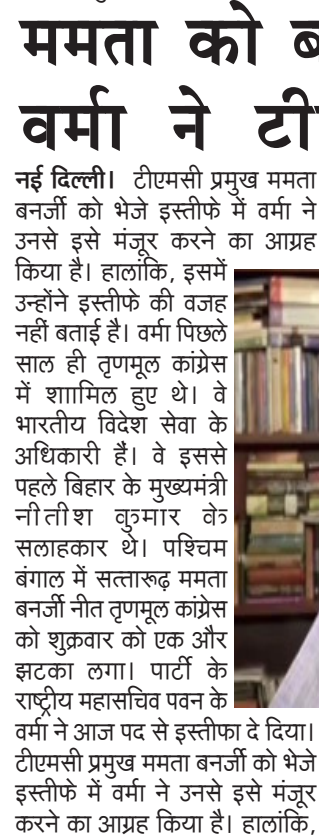 ममता को
वर्मा ने
नई दिल्ली। टीएमसी प्रमुख ममता
बनर्जी को भेजे इस्तीफे में वर्मा ने
उनसे इसे मंजूर करने का आग्रह
किया है। हालांकि, इसमें
उन्होंने इस्तीफे की वजह
नहीं बताई है। वर्मा पिछले
साल ही तृणमूल कांग्रेस
में शाामिल हुए थे। वे
भारतीय विदेश सेवा के
अधिकारी हैं। वे इससे
पहले बिहार के मुख्यमंत्री
नीतीश कुमार के
सलाहकार थे। पश्चिम
बंगाल में सत्तारूढ़ ममता
बनर्जी नीत तृणमूल कांग्रेस
को शुक्रवार को एक और
झटका लगा। पार्टी के
राष्ट्रीय महासचिव पवन के
वर्मा ने आज पद से इस्तीफा दे दिया।
टीएमसी प्रमुख ममता बनर्जी को भेजे
इस्तीफे में वर्मा ने उनसे इसे मंजूर
करने का आग्रह किया है। हालांकि,